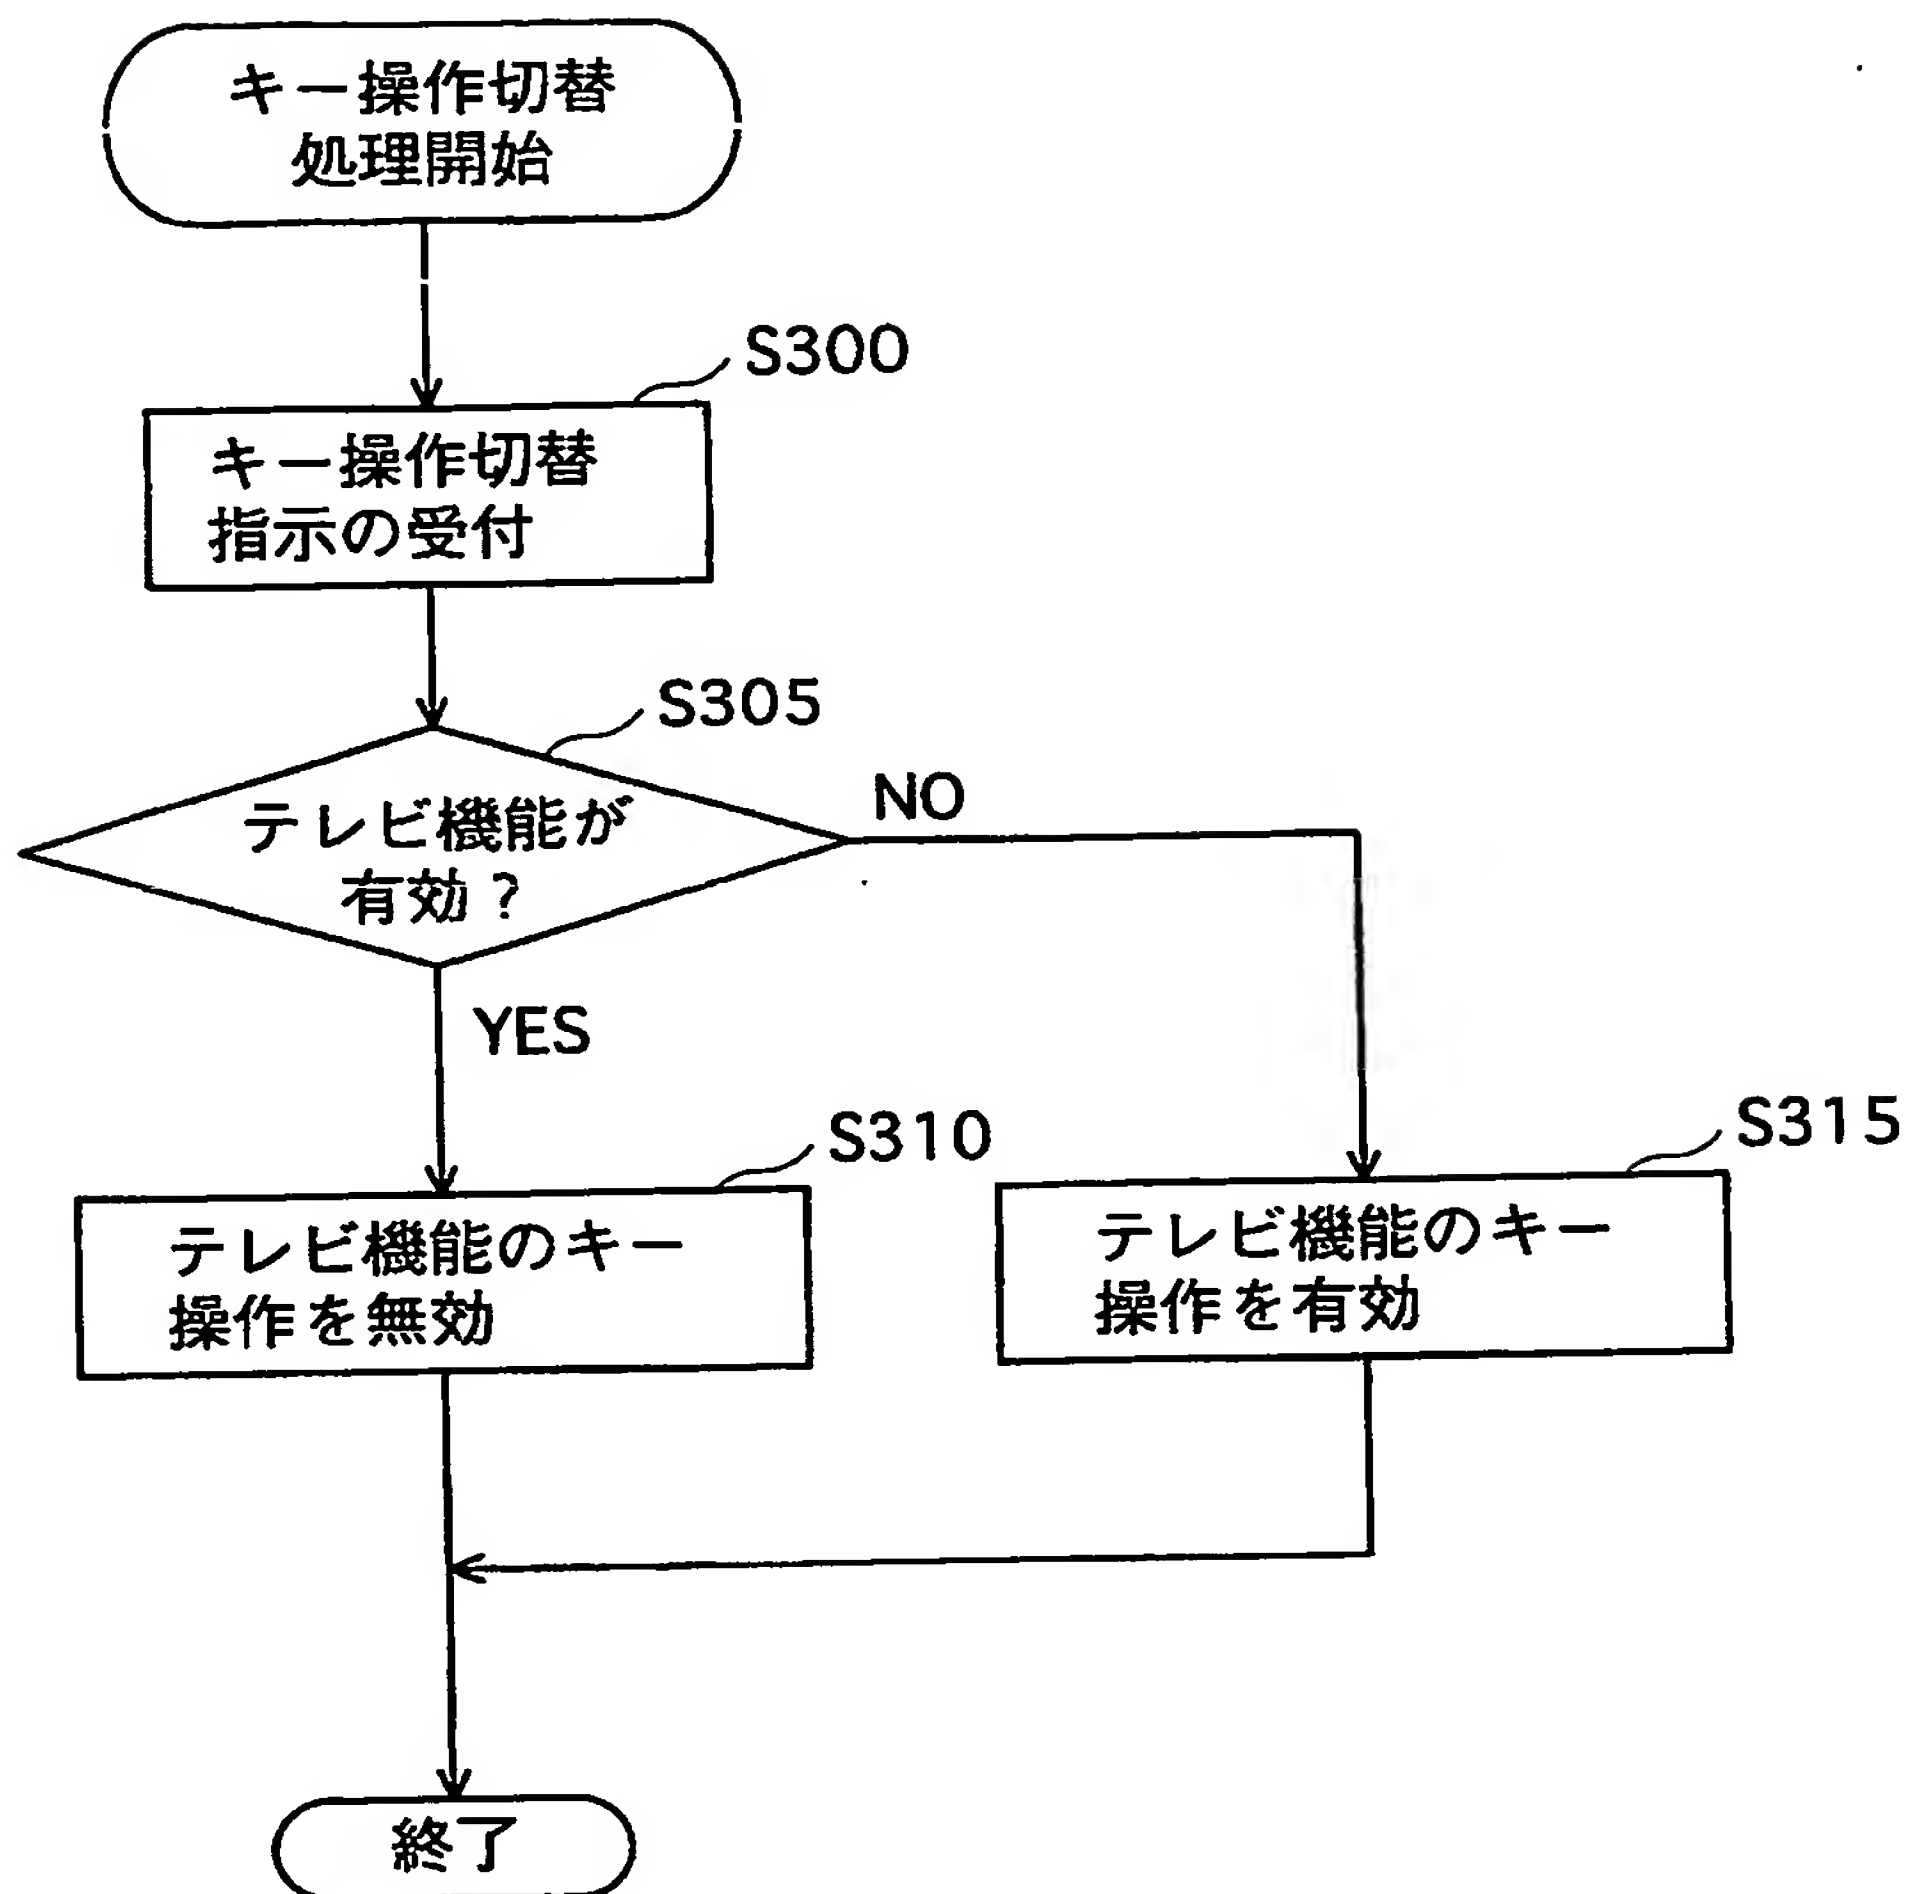 キー操作切替
処理開始
S300
キー操作切替
指示の受付
S305
テレビ機能が
有効？
NO
YES
S310
テレビ機能のキー
操作を無効
S315
テレビ機能のキー
操作を有効
終了